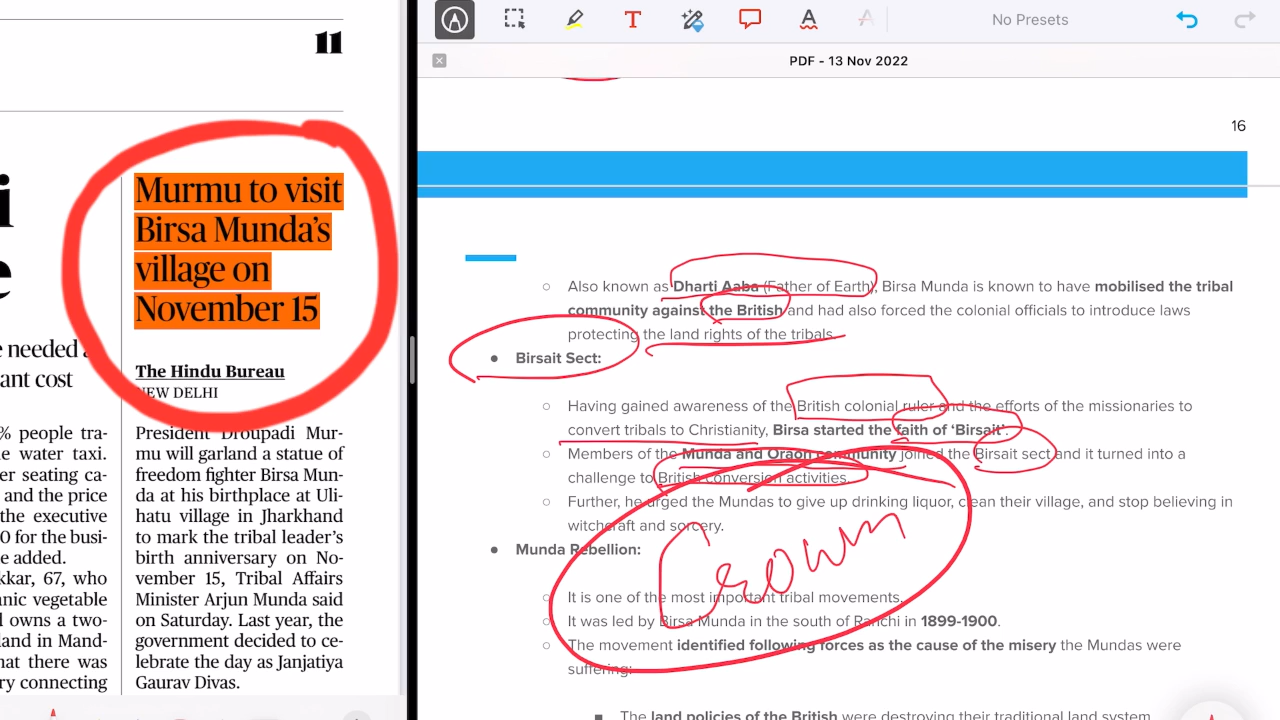 11
i
e
e needed a
ant cost
% people tra-
e water taxi.
er seating ca-
and the price
the executive
0 for the busi-
e added.
kkar, 67, who
anic vegetable
l owns a two-
land in Mand-
hat there was
ry connecting
Murmu to visit
Birsa Munda’s
village on
November 15
The Hindu Bureau
NEW DELHI
President Droupadi Mur-
mu will garland a statue of
freedom fighter Birsa Mun-
da at his birthplace at Uli-
hatu village in Jharkhand
to mark the tribal leader’s
birth anniversary on No-
vember 15, Tribal Affairs
Minister Arjun Munda said
on Saturday. Last year, the
government decided to ce-
lebrate the day as Janjatiya
Gaurav Divas.
T
A
A
No Presets
PDF - 13 Nov 2022
16
○ Also known as Dharti Aaba (Father of Earth), Birsa Munda is known to have mobilised the tribal
community against the British and had also forced the colonial officials to introduce laws
protecting the land rights of the tribals.
● Birsait Sect:
○ Having gained awareness of the British colonial ruler and the efforts of the missionaries to
convert tribals to Christianity, Birsa started the faith of ‘Birsait’.
○ Members of the Munda and Oraon community joined the Birsait sect and it turned into a
challenge to British conversion activities.
○ Further, he urged the Mundas to give up drinking liquor, clean their village, and stop believing in
witchcraft and sorcery.
Crown
● Munda Rebellion:
○ It is one of the most important tribal movements.
○ It was led by Birsa Munda in the south of Ranchi in 1899-1900.
○ The movement identified following forces as the cause of the misery the Mundas were
suffering:
■ The land policies of the British were destroying their traditional land system.